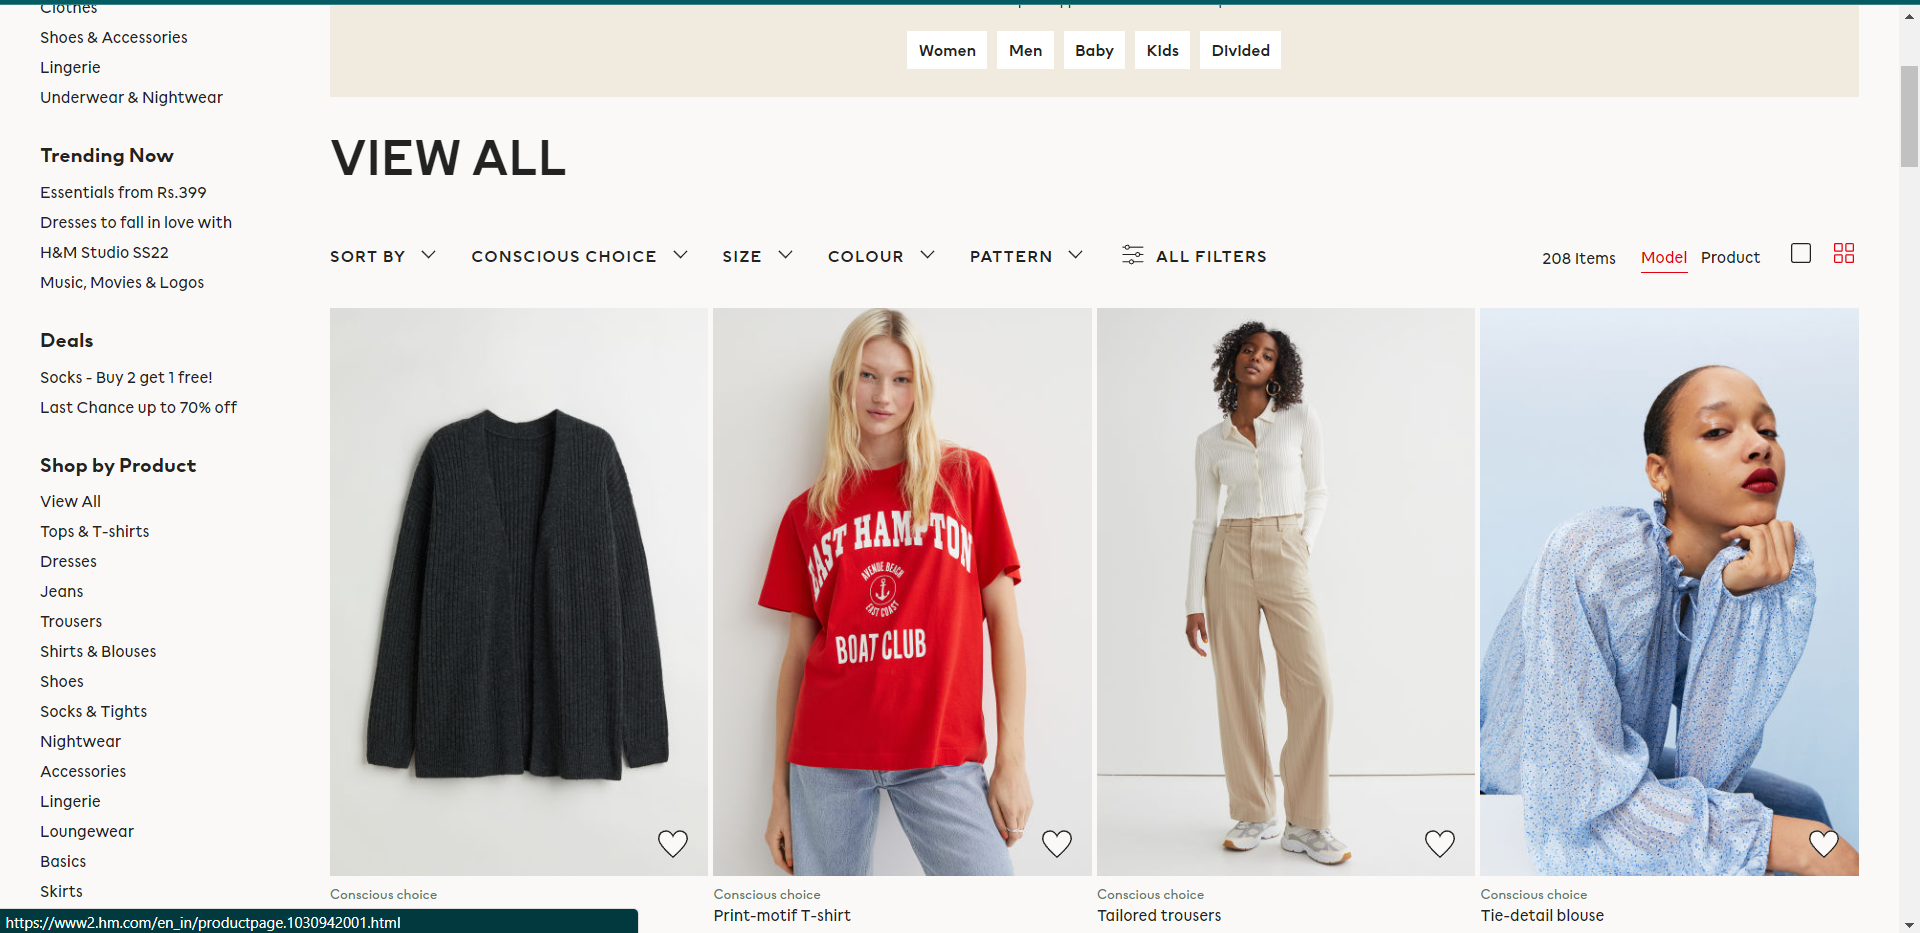 Clothes
Shoes & Accessories
Lingerie
Underwear & Nightwear
Trending Now
Essentials from Rs.399
Dresses to fall in love with
H&M Studio SS22
Music, Movies & Logos
Deals
Socks - Buy 2 get 1 free!
Last Chance up to 70% off
Shop by Product
View All
Tops & T-shirts
Dresses
Jeans
Trousers
Shirts & Blouses
Shoes
Socks & Tights
Nightwear
Accessories
Lingerie
Loungewear
Basics
Skirts
Women Men Baby Kids Divided
VIEW ALL
SORT BY CONSCIOUS CHOICE SIZE COLOUR PATTERN ALL FILTERS 208 Items Model Product
EAST HAMPTON
AVENUE BEACH
EAST COAST
BOAT CLUB
Conscious choice
Conscious choice
Print-motif T-shirt
Conscious choice
Tailored trousers
Conscious choice
Tie-detail blouse
https://www2.hm.com/en_in/productpage.1030942001.html